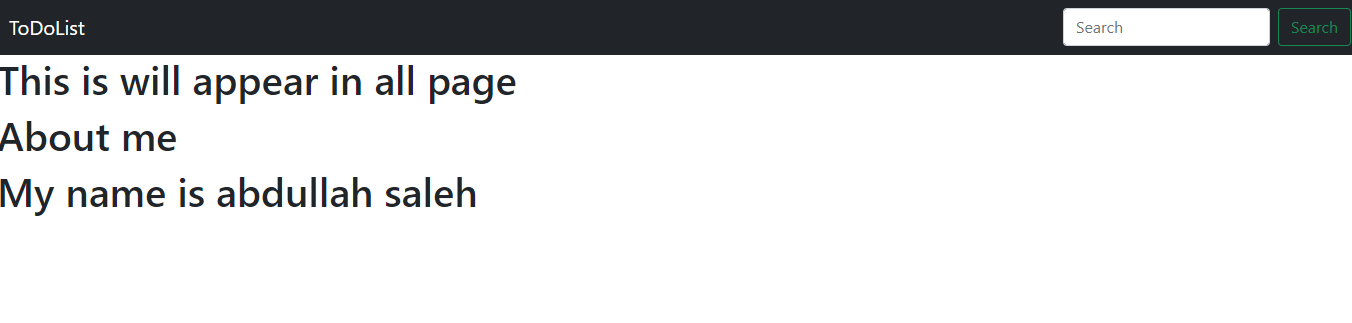 ToDoList
Search
Search
This is will appear in all page
About me
My name is abdullah saleh